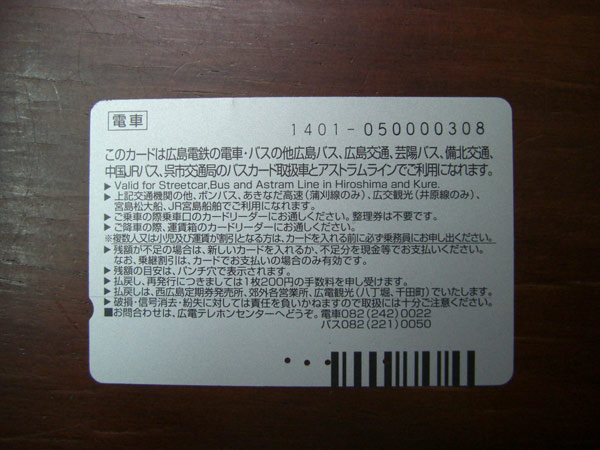 電車
1401-050000308
このカードは広島電鉄の電車・バスの他広島バス、広島交通、芸陽バス、備北交通、
中国JRバス、呉市交通局のバスカード取扱車とアストラムラインでご利用になれます。
▶ Valid for Streetcar,Bus and Astram Line in Hiroshima and Kure.
▶ 上記交通機関の他、ボンバス、あきなだ高速(蒲刈線のみ)、広交観光(井原線のみ)、
宮島松大船、JR宮島船舶でご利用になれます。
▶ ご乗車の際乗車口のカードリーダーにお通しください。整理券は不要です。
▶ ご降車の際、運賃箱のカードリーダーにお通しください。
※複数人又は小児及び運賃が割引となる方は、カードを入れる前に必ず乗務員にお申し出ください。
▶ 残額が不足の場合は、新しいカードを入れるか、不足分を現金等でお支払いください。
なお、乗継割引は、カードでお支払いの場合のみ有効です。
▶ 残額の目安は、パンチ穴で表示されます。
▶ 払戻し、再発行につきましては1枚200円の手数料を申し受けます。
▶ 払戻しは、西広島定期券発売所、郊外各営業所、広電観光(八丁堀、千田町)でいたします。
▶ 破損・信号消去・紛失に対しては責任を負いかねますので取扱には十分ご注意ください。
■お問合わせは、広電テレホンセンターへどうぞ。電車082(242)0022
バス082(221)0050